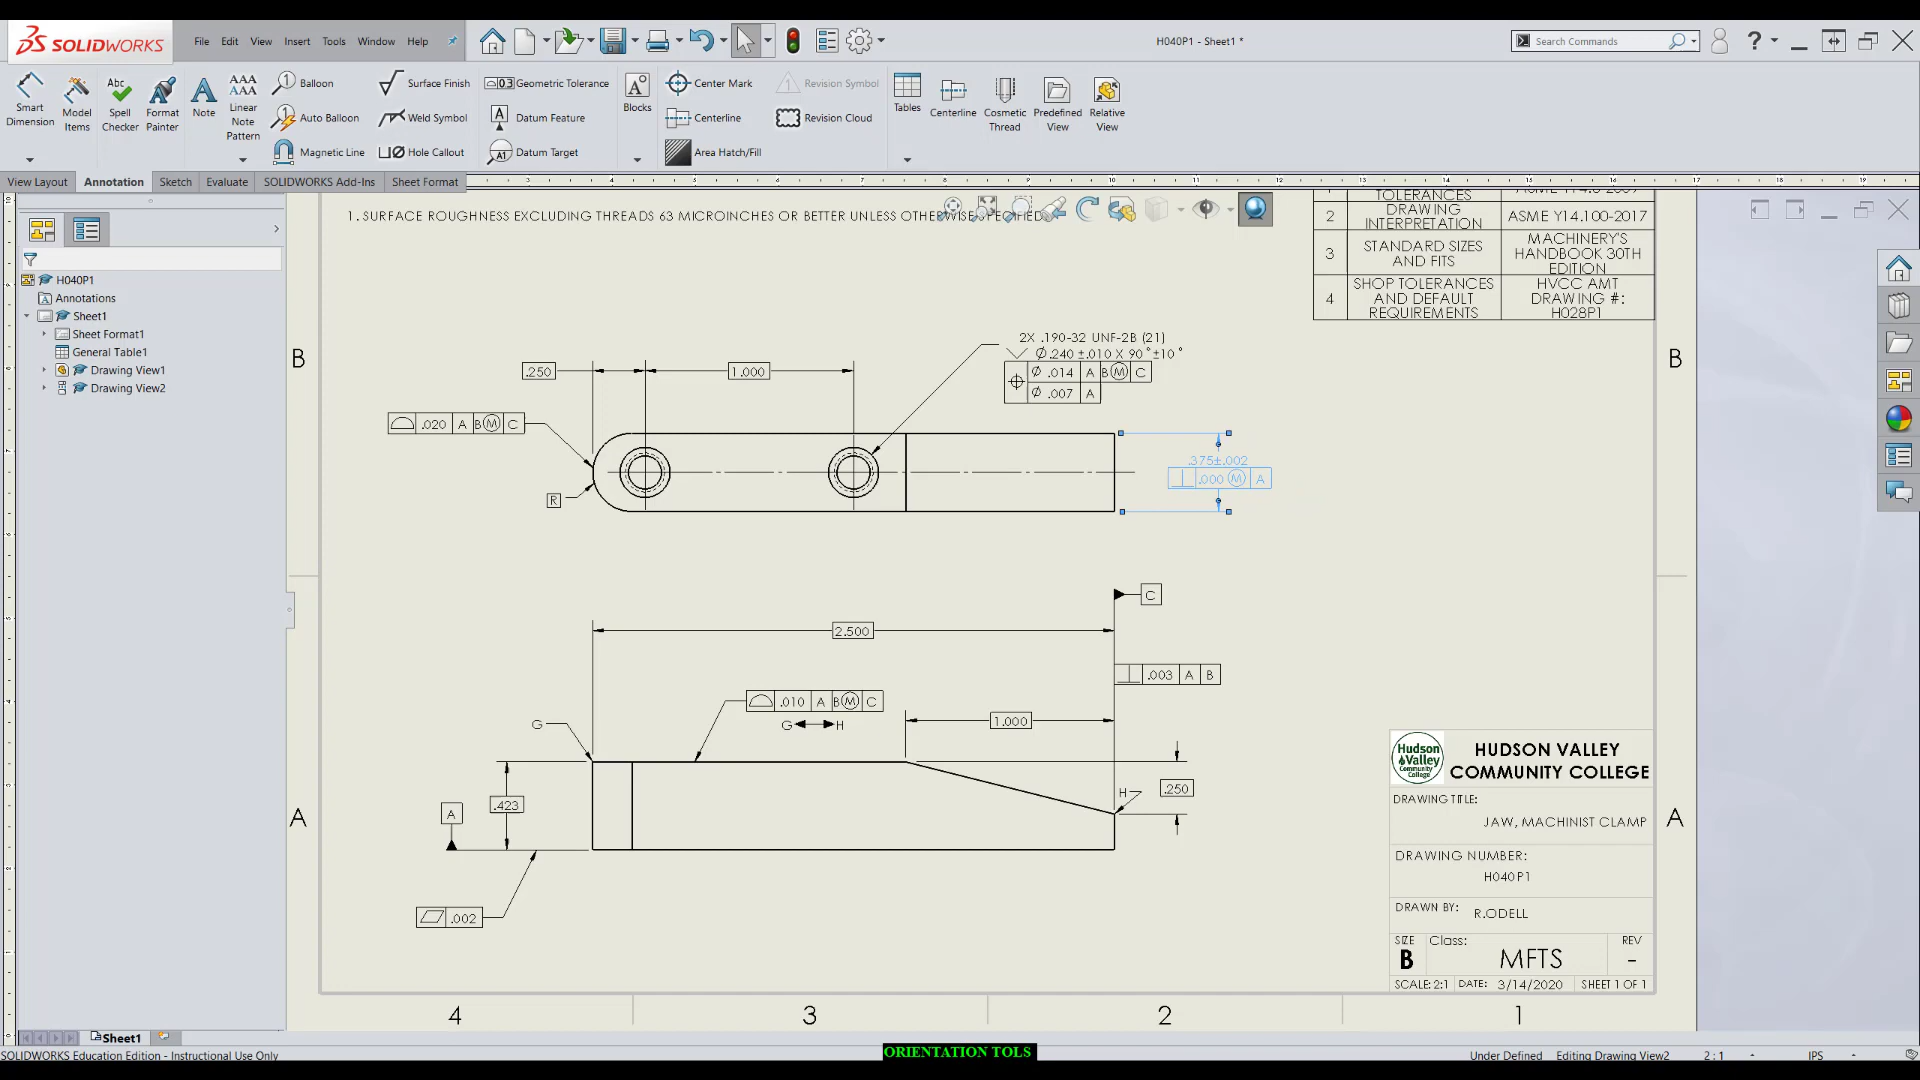 SOLIDWORKS
File Edit View Insert Tools Window Help
H040P1 - Sheet1 *
Search Commands
Smart Dimension
Model Items
Abc
Spell Checker
Format Painter
Note
AAA
AAA
Linear Note Pattern
Balloon
Auto Balloon
Magnetic Line
Surface Finish
Weld Symbol
Hole Callout
Geometric Tolerance
Datum Feature
Datum Target
Blocks
Center Mark
Centerline
Area Hatch/Fill
Revision Symbol
Revision Cloud
Tables
Centerline
Cosmetic Thread
Predefined View
Relative View
View Layout Annotation Sketch Evaluate SOLIDWORKS Add-Ins Sheet Format
H040P1
Annotations
Sheet1
Sheet Format1
General Table1
Drawing View1
Drawing View2
1. SURFACE ROUGHNESS EXCLUDING THREADS 63 MICROINCHES OR BETTER UNLESS OTHERWISE SPECIFIED
TOLERANCES
2 DRAWING INTERPRETATION ASME Y14.100-2017
3 STANDARD SIZES AND FITS MACHINERY'S HANDBOOK 30TH EDITION
4 SHOP TOLERANCES AND DEFAULT REQUIREMENTS HVCC AMT DRAWING #: H028P1
B B
2X .190-32 UNF-2B (21)
Ø.240 ±.010 X 90°±10°
Ø .014 A BⓂ C
Ø .007 A
.250 1.000
.020 A BⓂ C
R
.375±.002
.000 Ⓜ A
C
2.500
.003 A B
.010 A BⓂ C
G H
G
1.000
.423
H
.250
A
A A
.002
Hudson Valley Community College
HUDSON VALLEY
COMMUNITY COLLEGE
DRAWING TITLE:
JAW, MACHINIST CLAMP
DRAWING NUMBER:
H040P1
DRAWN BY: R.ODELL
SIZE Class: REV
B MFTS -
SCALE: 2:1 DATE: 3/14/2020 SHEET 1 OF 1
4 3 2 1
Sheet1
SOLIDWORKS Education Edition - Instructional Use Only
ORIENTATION TOLS
Under Defined Editing Drawing View2 2 : 1 IPS